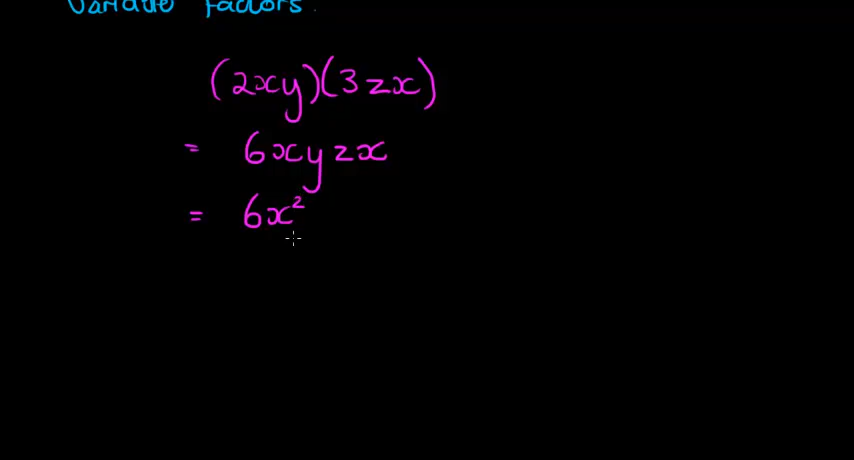 Variable Factors.
(2xy)(3zx)
= 6xyzx
= 6x²